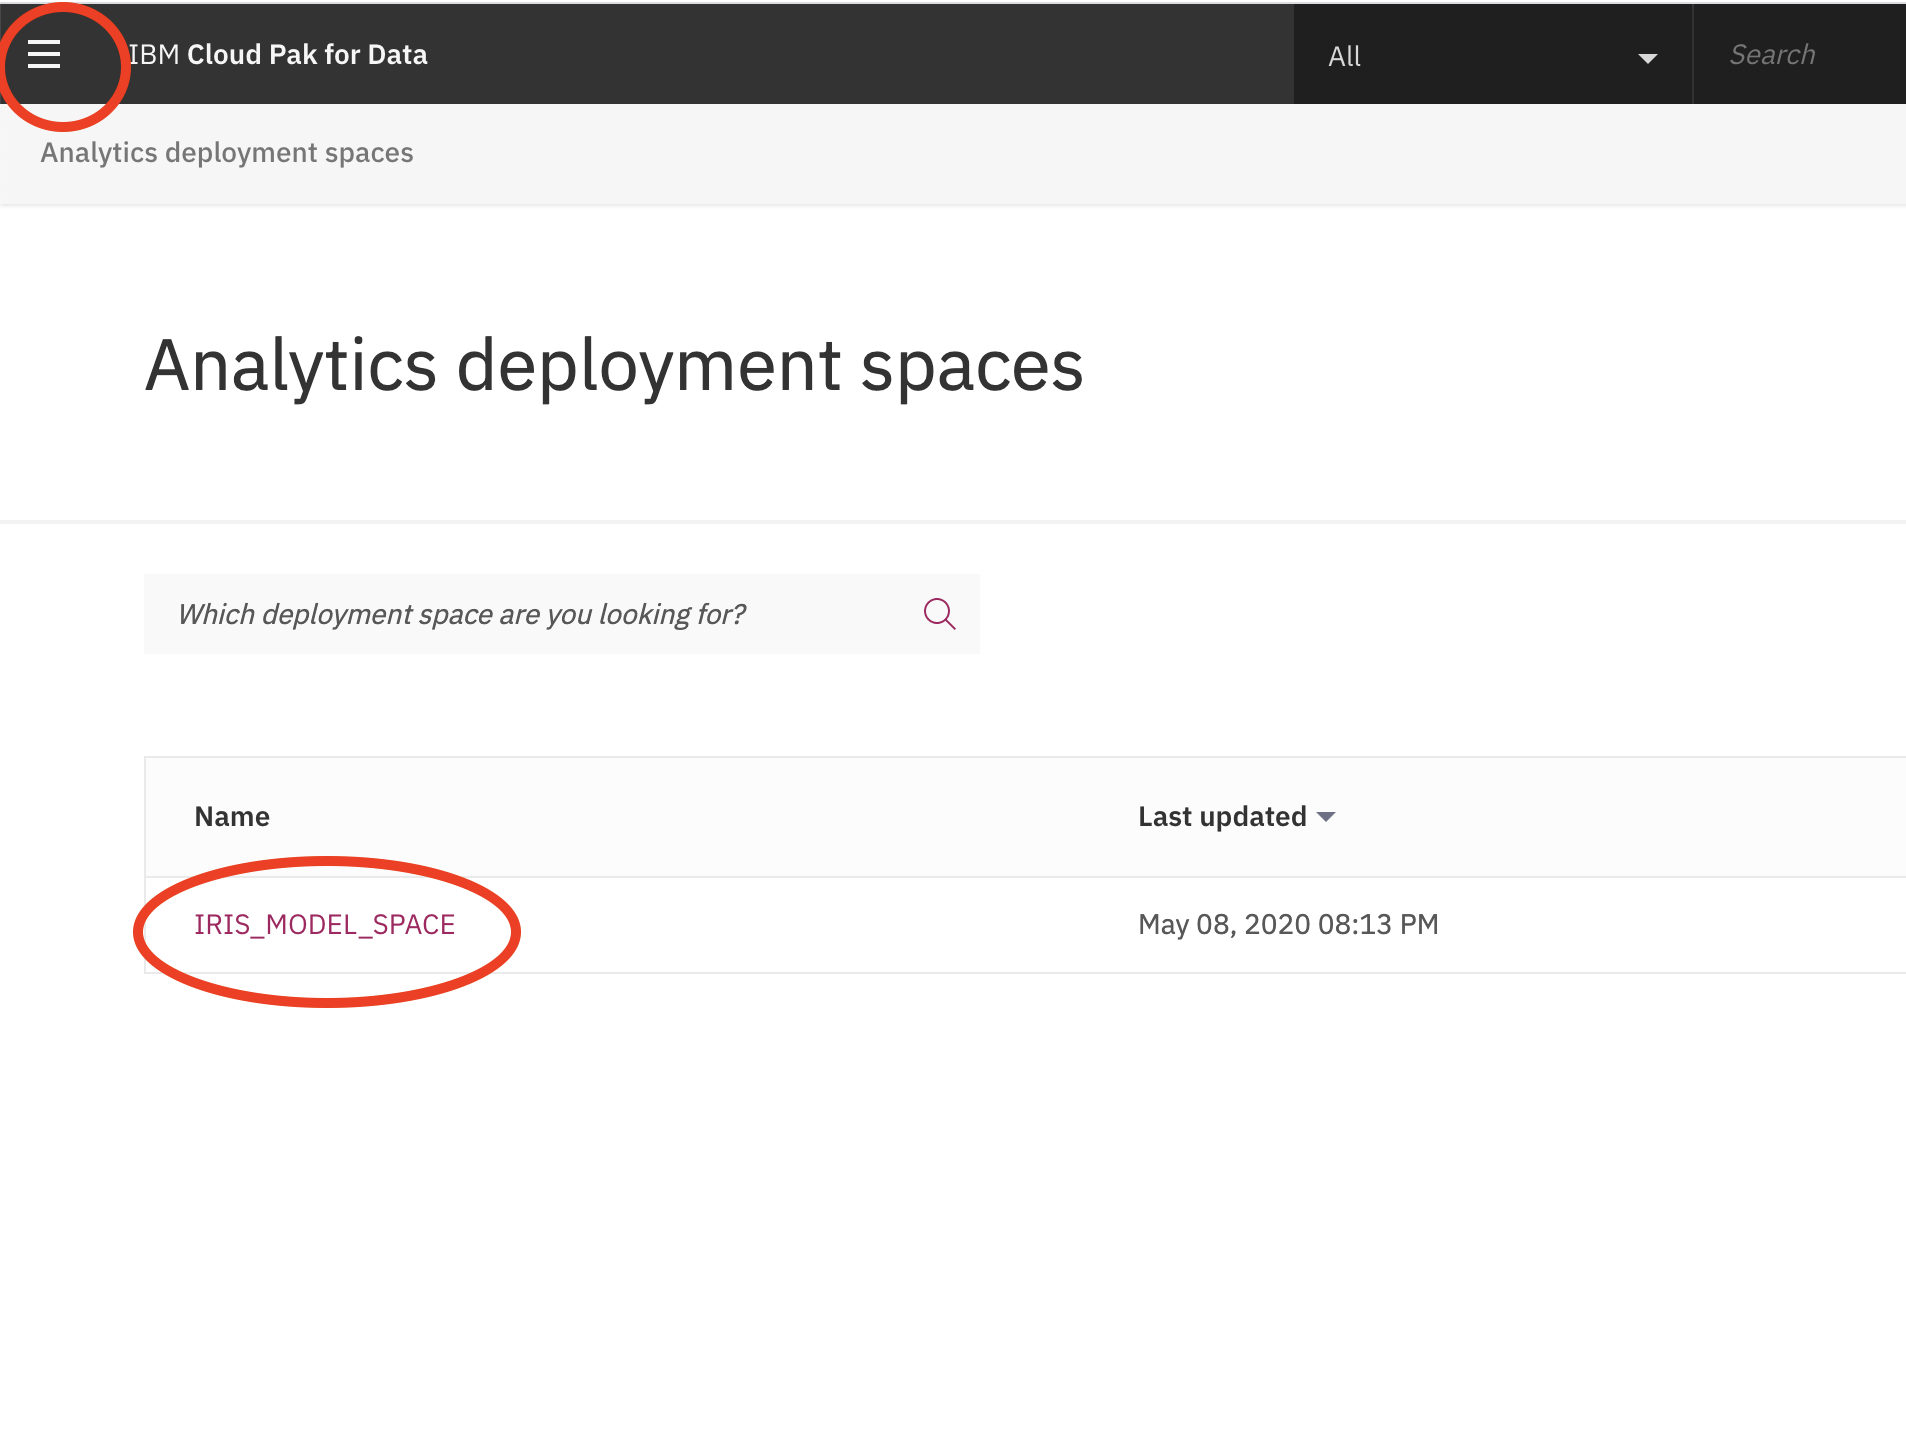 IBM Cloud Pak for Data
All
Search
Analytics deployment spaces
Analytics deployment spaces
Which deployment space are you looking for?
Name
Last updated
IRIS_MODEL_SPACE
May 08, 2020 08:13 PM